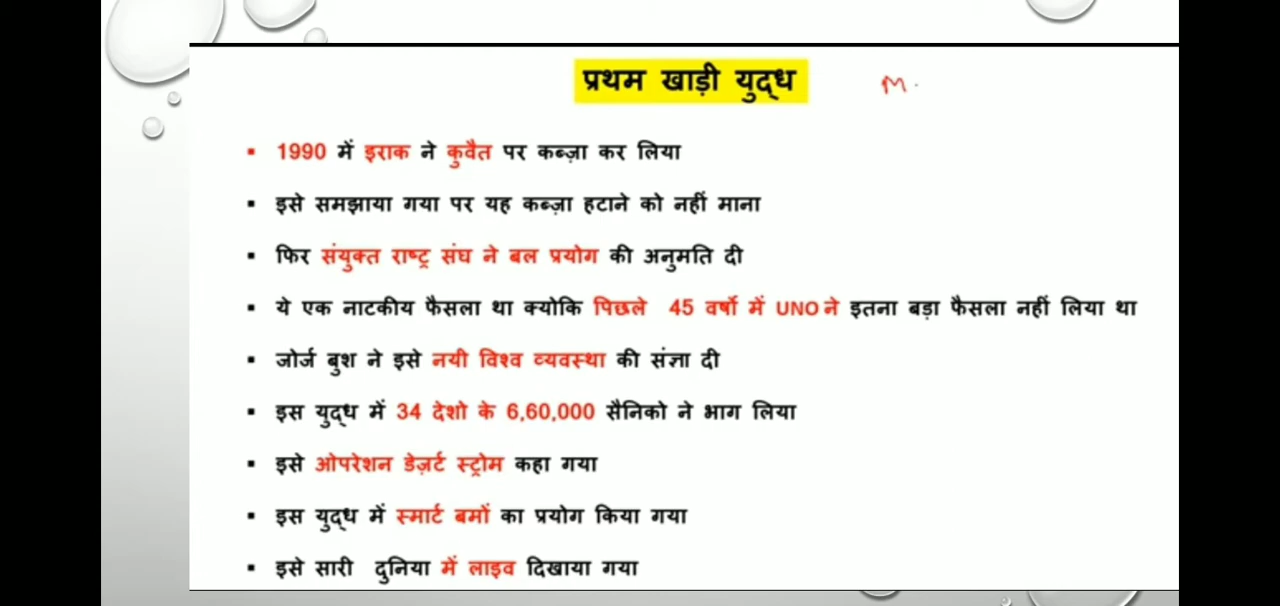 प्रथम खाड़ी युद्ध M.
▪ 1990 में इराक ने कुवैत पर कब्ज़ा कर लिया
▪ इसे समझाया गया पर यह कब्ज़ा हटाने को नहीं माना
▪ फिर संयुक्त राष्ट्र संघ ने बल प्रयोग की अनुमति दी
▪ ये एक नाटकीय फैसला था क्योकि पिछले 45 वर्षो में UNO ने इतना बड़ा फैसला नहीं लिया था
▪ जोर्ज बुश ने इसे नयी विश्व व्यवस्था की संज्ञा दी
▪ इस युद्ध में 34 देशो के 6,60,000 सैनिको ने भाग लिया
▪ इसे ओपरेशन डेज़र्ट स्ट्रोम कहा गया
▪ इस युद्ध में स्मार्ट बमों का प्रयोग किया गया
▪ इसे सारी दुनिया में लाइव दिखाया गया